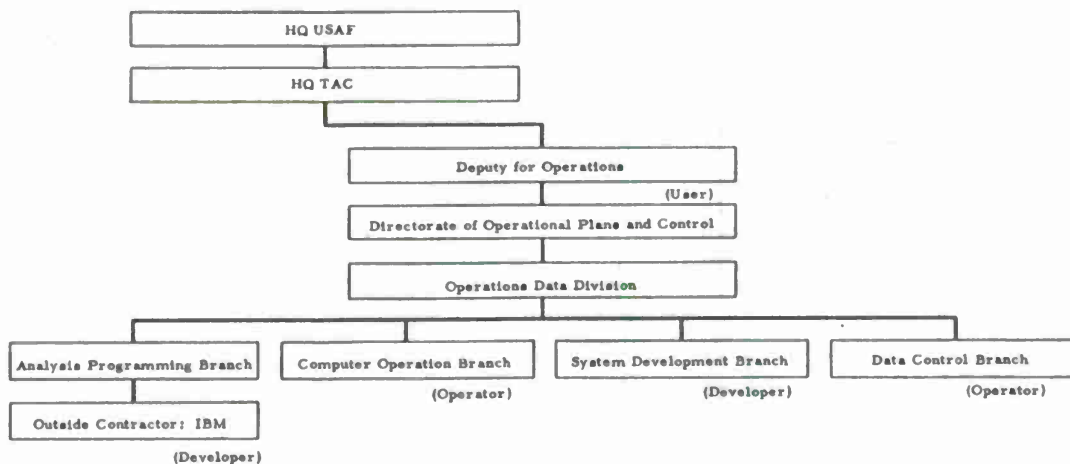 HQ USAF
HQ TAC
Deputy for Operations
(User)
Directorate of Operational Plane and Control
Operations Data Division
Analysis Programming Branch
Computer Operation Branch
(Operator)
System Development Branch
(Developer)
Data Control Branch
(Operator)
Outside Contractor: IBM
(Developer)